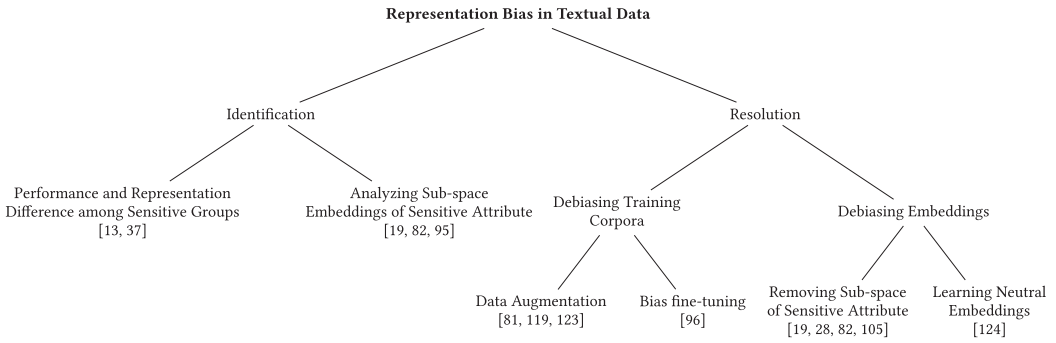 Representation Bias in Textual Data
Identification
Resolution
Performance and Representation
Difference among Sensitive Groups
[13, 37]
Analyzing Sub-space
Embeddings of Sensitive Attribute
[19, 82, 95]
Debiasing Training
Corpora
Debiasing Embeddings
Data Augmentation
[81, 119, 123]
Bias fine-tuning
[96]
Removing Sub-space
of Sensitive Attribute
[19, 28, 82, 105]
Learning Neutral
Embeddings
[124]